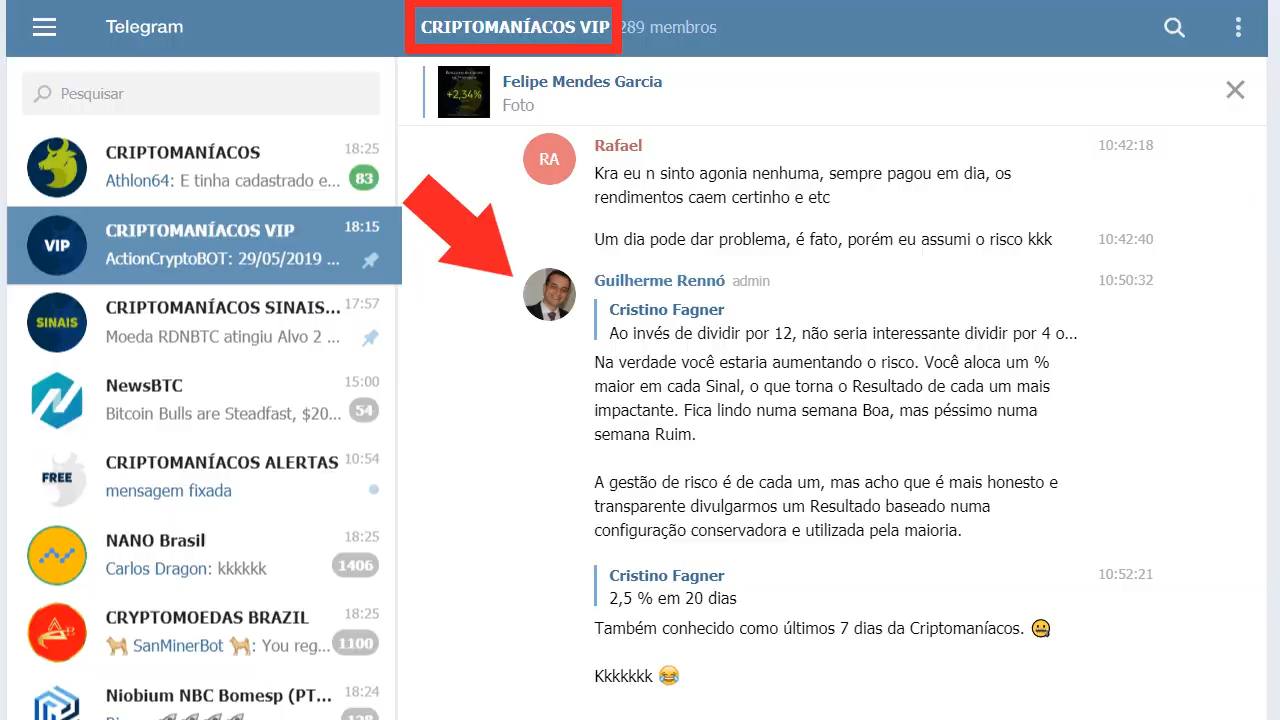 Telegram
CRIPTOMANÍACOS VIP 289 membros
Pesquisar
CRIPTOMANÍACOS 18:25
Athlon64: E tinha cadastrado e... 83
VIP
CRIPTOMANÍACOS VIP 18:15
ActionCryptoBOT: 29/05/2019 ...
SINAIS
CRIPTOMANÍACOS SINAIS... 17:57
Moeda RDNBTC atingiu Alvo 2 ...
NewsBTC 15:00
Bitcoin Bulls are Steadfast, $20... 54
FREE
CRIPTOMANÍACOS ALERTAS 10:54
mensagem fixada
NANO Brasil 18:25
Carlos Dragon: kkkkkk 1406
CRYPTOMOEDAS BRAZIL 18:25
SanMinerBot : You reg... 1100
Niobium NBC Bomesp (PT... 18:24
+2,34%
Felipe Mendes Garcia
Foto
RA
Rafael 10:42:18
Kra eu n sinto agonia nenhuma, sempre pagou em dia, os
rendimentos caem certinho e etc
Um dia pode dar problema, é fato, porém eu assumi o risco kkk 10:42:40
Guilherme Rennó admin 10:50:32
Cristino Fagner
Ao invés de dividir por 12, não seria interessante dividir por 4 o...
Na verdade você estaria aumentando o risco. Você aloca um %
maior em cada Sinal, o que torna o Resultado de cada um mais
impactante. Fica lindo numa semana Boa, mas péssimo numa
semana Ruim.
A gestão de risco é de cada um, mas acho que é mais honesto e
transparente divulgarmos um Resultado baseado numa
configuração conservadora e utilizada pela maioria.
Cristino Fagner 10:52:21
2,5 % em 20 dias
Também conhecido como últimos 7 dias da Criptomaníacos. 🤐
Kkkkkkk 😂